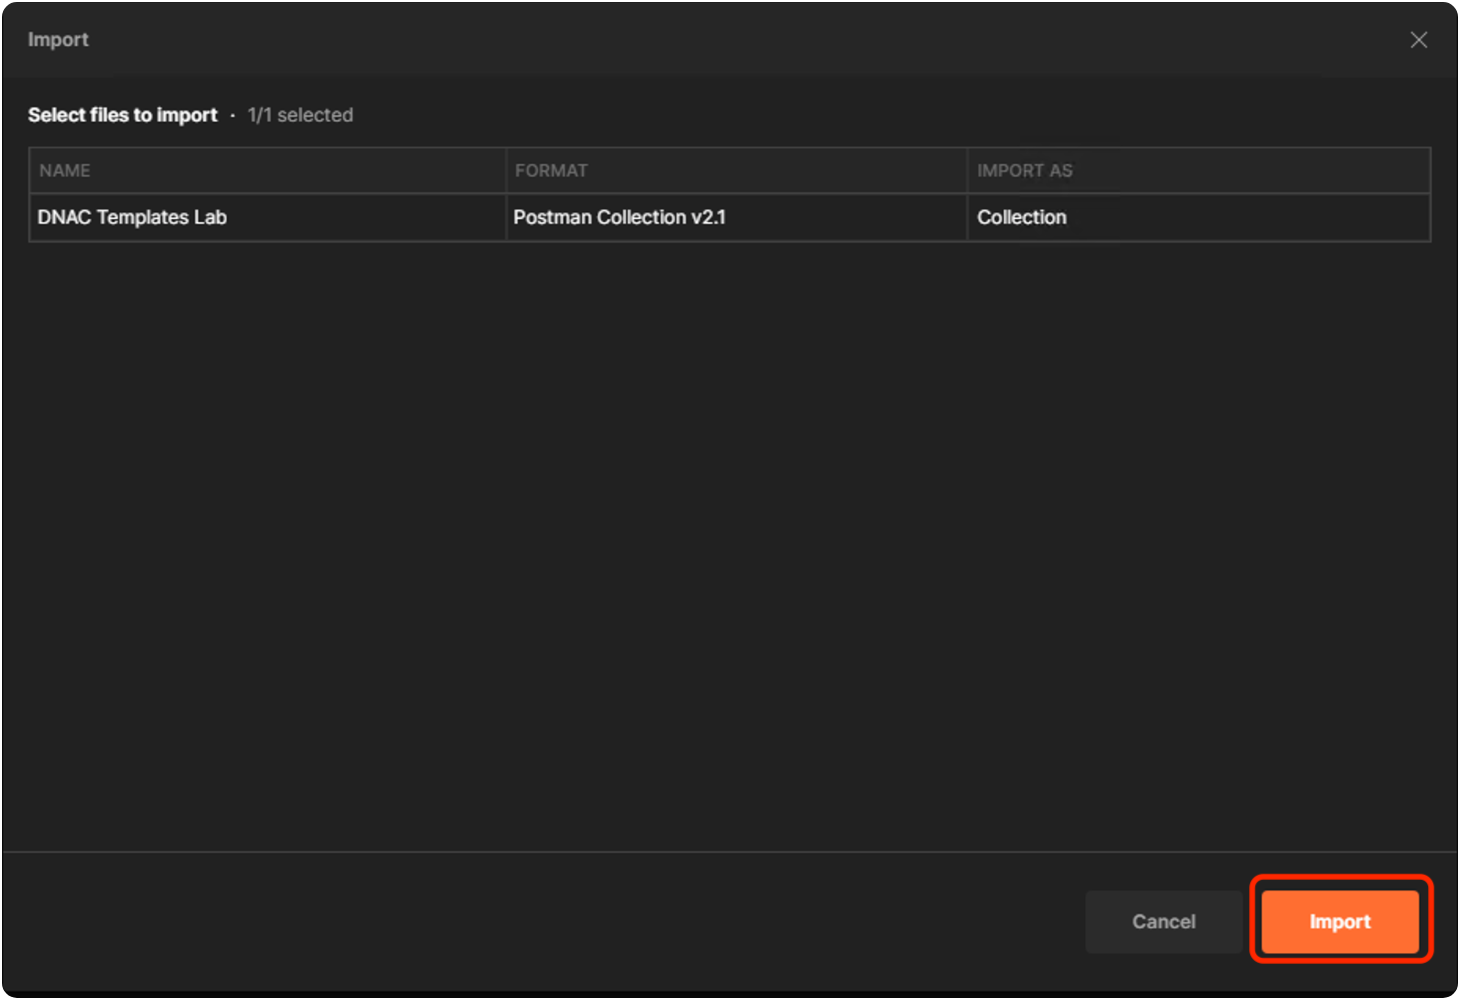 Import
Select files to import · 1/1 selected
NAME FORMAT IMPORT AS
DNAC Templates Lab Postman Collection v2.1 Collection
Cancel Import